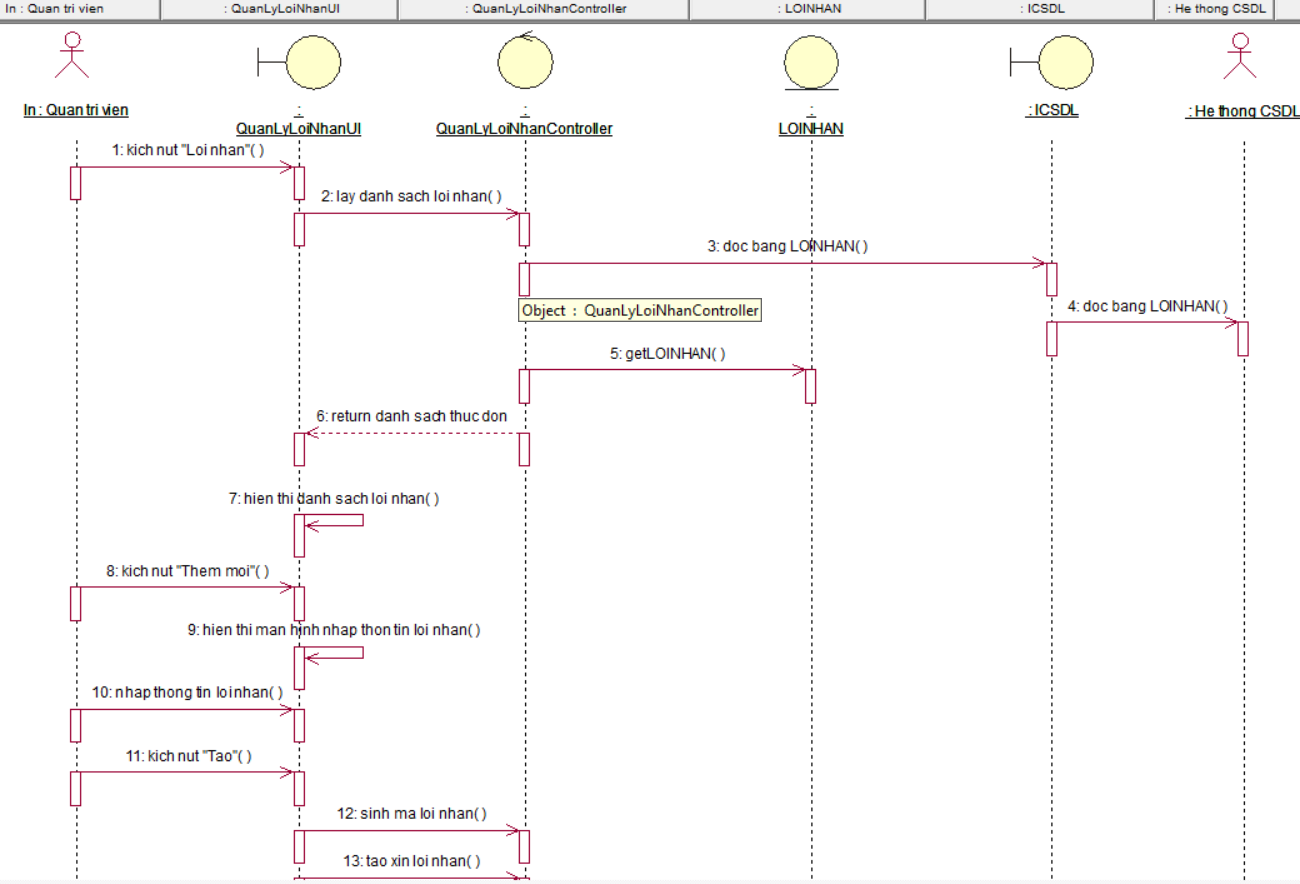 In : Quan tri vien
: QuanLyLoiNhanUI
: QuanLyLoiNhanController
: LOINHAN
: ICSDL
: He thong CSDL
In : Quan tri vien
:
QuanLyLoiNhanUI
:
QuanLyLoiNhanController
:
LOINHAN
: ICSDL
: He thong CSDL
1: kich nut "Loi nhan"( )
2: lay danh sach loi nhan( )
3: doc bang LOINHAN( )
Object : QuanLyLoiNhanController
4: doc bang LOINHAN( )
5: getLOINHAN( )
6: return danh sach thuc don
7: hien thi danh sach loi nhan( )
8: kich nut "Them moi"( )
9: hien thi man hinh nhap thon tin loi nhan( )
10: nhap thong tin loi nhan( )
11: kich nut "Tao"( )
12: sinh ma loi nhan( )
13: tao xin loi nhan( )